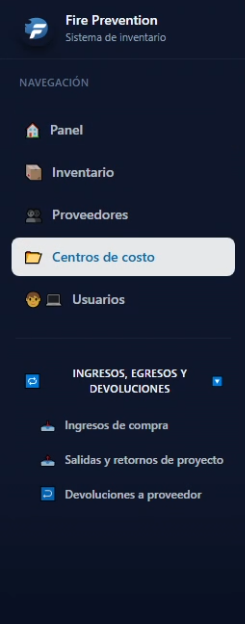 Fire Prevention
Sistema de inventario
NAVEGACIÓN
Panel
Inventario
Proveedores
Centros de costo
Usuarios
INGRESOS, EGRESOS Y
DEVOLUCIONES
Ingresos de compra
Salidas y retornos de proyecto
Devoluciones a proveedor